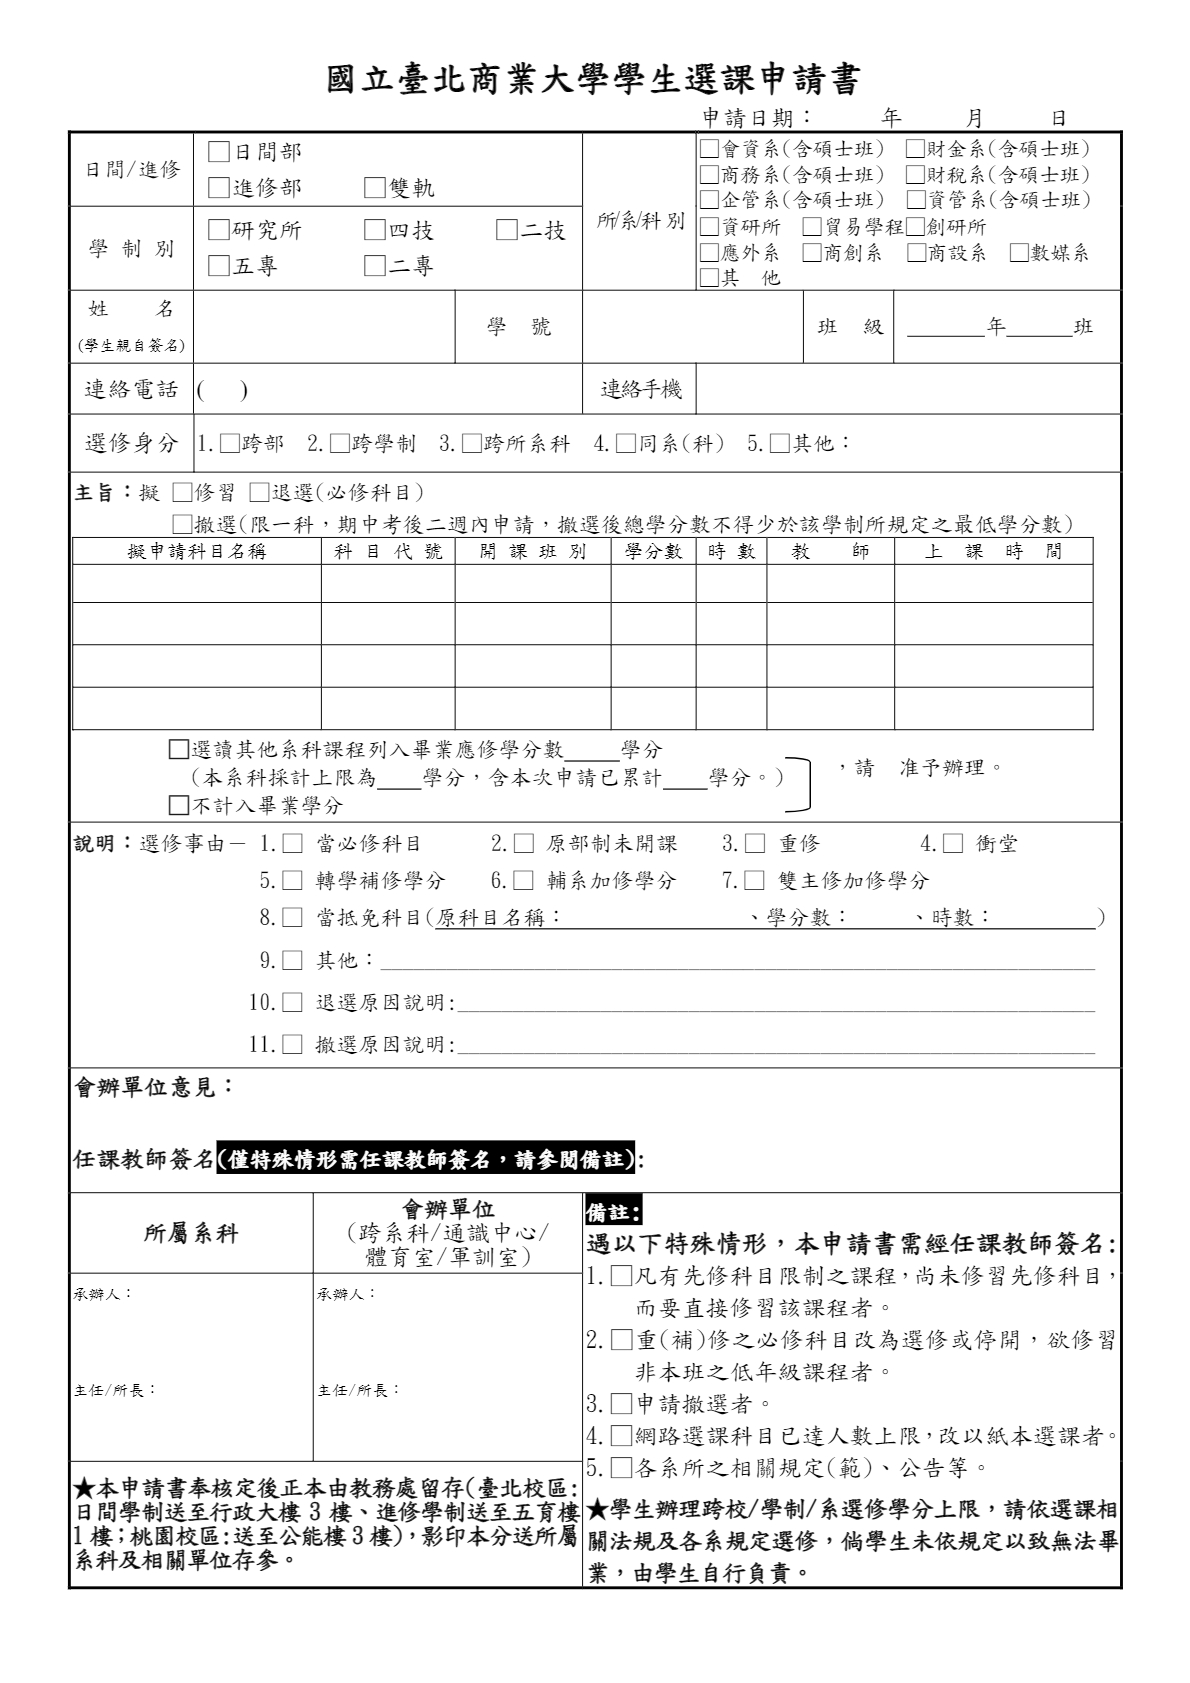 國立臺北商業大學學生選課申請書
申請日期： 年 月 日
日間/進修
□日間部
□進修部 □雙軌
學 制 別
□研究所 □四技 □二技
□五專 □二專
所/系/科別
□會資系(含碩士班) □財金系(含碩士班)
□商務系(含碩士班) □財稅系(含碩士班)
□企管系(含碩士班) □資管系(含碩士班)
□資研所 □貿易學程□創研所
□應外系 □商創系 □商設系 □數媒系
□其 他
姓 名
(學生親自簽名)
學 號
班 級
_______年______班
連絡電話
( )
連絡手機
選修身分
1.□跨部 2.□跨學制 3.□跨所系科 4.□同系(科) 5.□其他：
主旨：擬 □修習 □退選(必修科目)
□撤選(限一科，期中考後二週內申請，撤選後總學分數不得少於該學制所規定之最低學分數)
擬申請科目名稱 科 目 代 號 開 課 班 別 學分數 時 數 教 師 上 課 時 間
□選讀其他系科課程列入畢業應修學分數_____學分
(本系科採計上限為____學分，含本次申請已累計____學分。)
□不計入畢業學分
，請 准予辦理。
說明：選修事由－ 1.□ 當必修科目 2.□ 原部制未開課 3.□ 重修 4.□ 衝堂
5.□ 轉學補修學分 6.□ 輔系加修學分 7.□ 雙主修加修學分
8.□ 當抵免科目(原科目名稱： 、學分數： 、時數： )
9.□ 其他：____________________
10.□ 退選原因說明:____________________
11.□ 撤選原因說明:____________________
會辦單位意見：
任課教師簽名(僅特殊情形需任課教師簽名，請參閱備註):
所屬系科
會辦單位
(跨系科/通識中心/
體育室/軍訓室)
承辦人：
承辦人：
主任/所長：
主任/所長：
★本申請書奉核定後正本由教務處留存(臺北校區:
日間學制送至行政大樓 3 樓、進修學制送至五育樓
1 樓;桃園校區:送至公能樓 3 樓)，影印本分送所屬
系科及相關單位存參。
備註:
遇以下特殊情形，本申請書需經任課教師簽名:
1.□凡有先修科目限制之課程，尚未修習先修科目，
而要直接修習該課程者。
2.□重(補)修之必修科目改為選修或停開，欲修習
非本班之低年級課程者。
3.□申請撤選者。
4.□網路選課科目已達人數上限，改以紙本選課者。
5.□各系所之相關規定(範)、公告等。
★學生辦理跨校/學制/系選修學分上限，請依選課相
關法規及各系規定選修，倘學生未依規定以致無法畢
業，由學生自行負責。